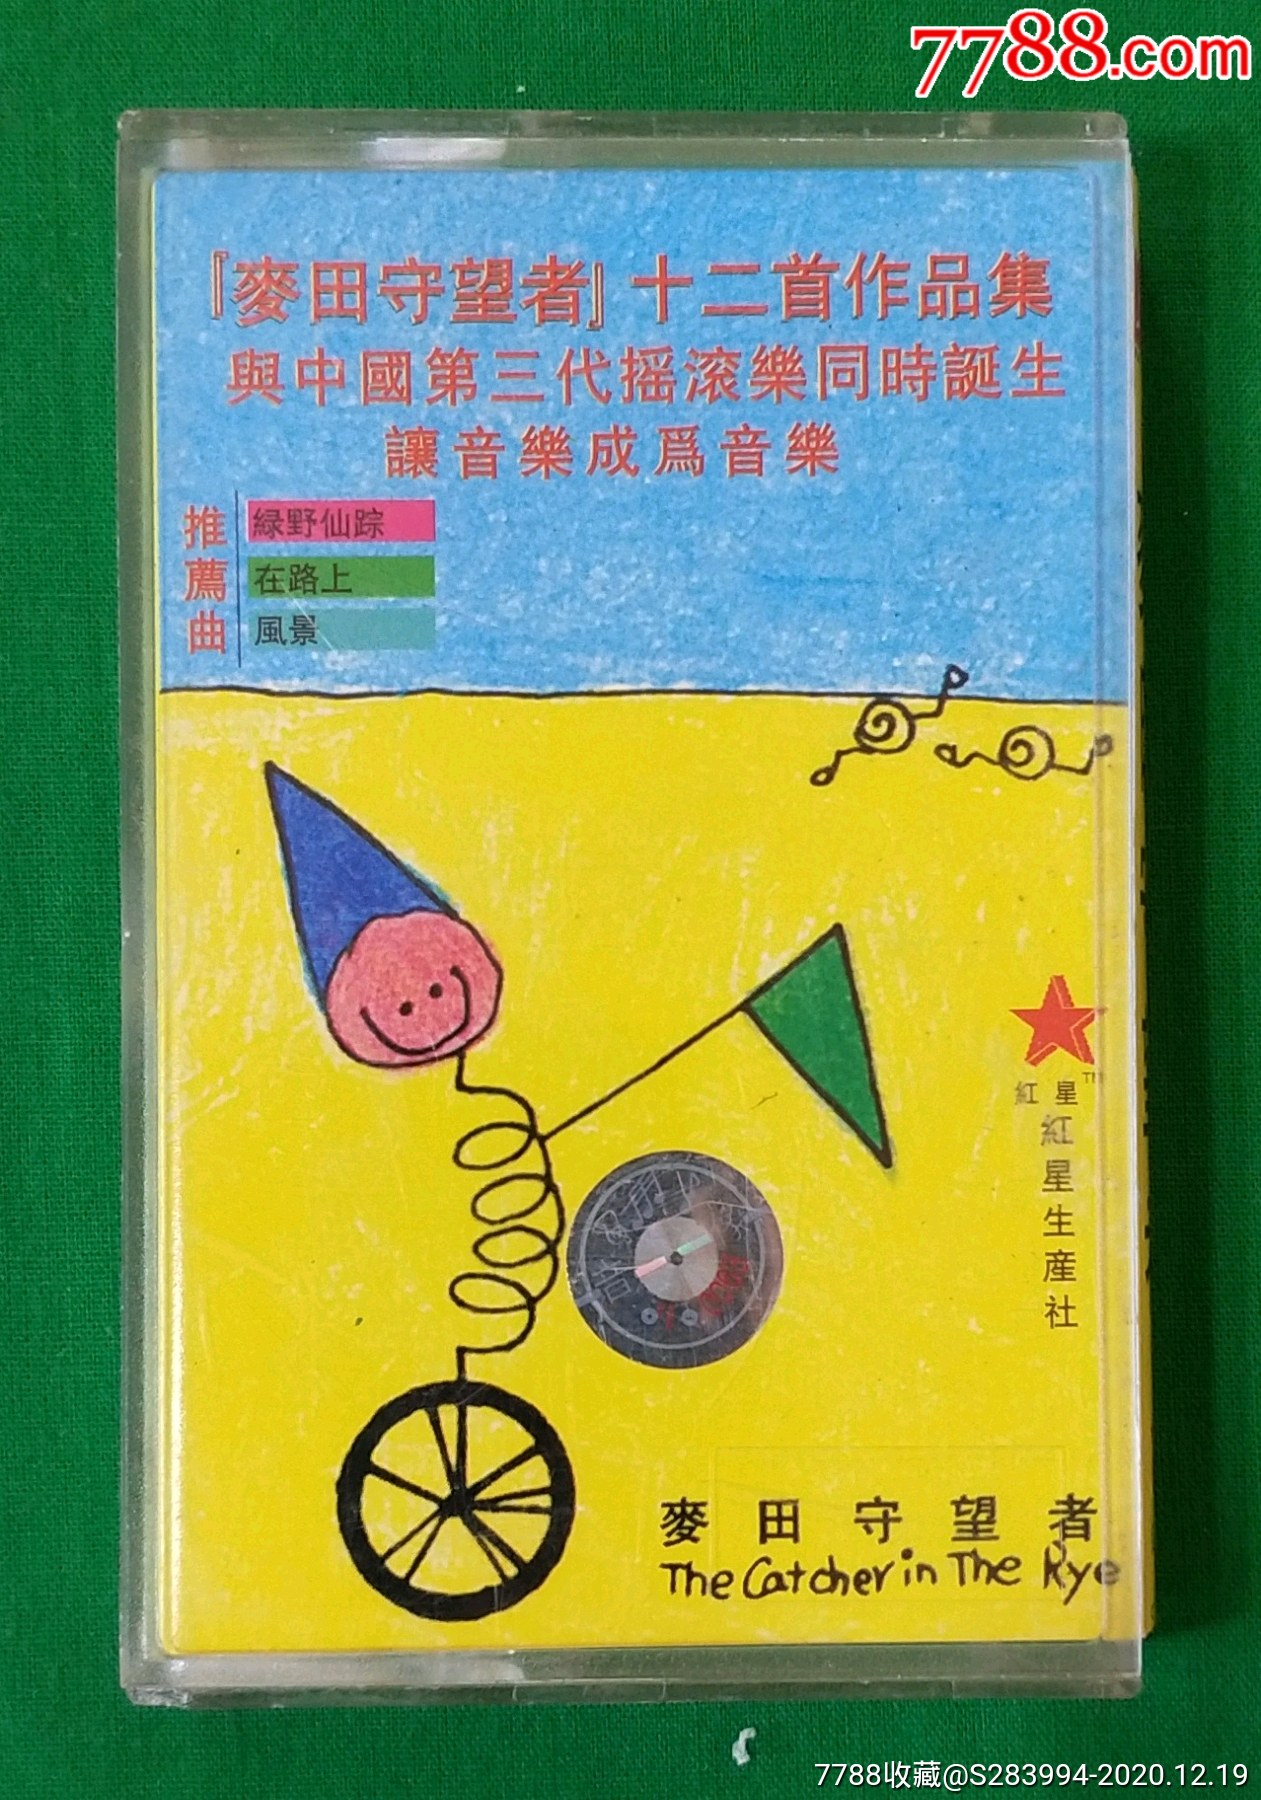 7788.com
『麥田守望者』十二首作品集
與中國第三代摇滚樂同時誕生
讓音樂成爲音樂
推薦曲
緑野仙踪
在路上
風景
紅星
TM
紅星生産社
麥田守望者
The Catcher in The Rye
7788收藏@S283994-2020.12.19